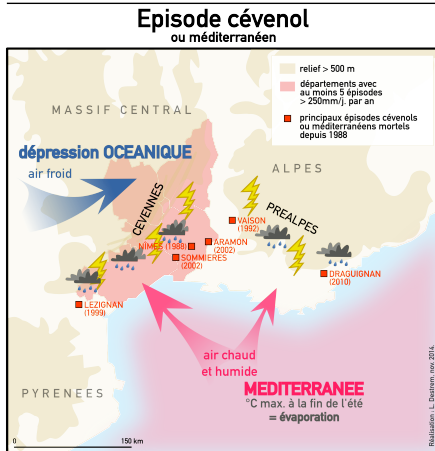 Episode cévenol
ou méditerranéen
relief > 500 m
départements avec
au moins 5 épisodes
> 250mm/j. par an
principaux épisodes cévenols
ou méditerranéens mortels
depuis 1988
MASSIF CENTRAL
dépression OCEANIQUE
air froid
ALPES
CEVENNES
PREALPES
VAISON
(1992)
NIMES (1988)
ARAMON
(2002)
SOMMIERES
(2002)
DRAGUIGNAN
(2010)
LEZIGNAN
(1999)
air chaud
et humide
MEDITERRANEE
°C max. à la fin de l'été
= évaporation
PYRENEES
0 150 km
Réalisation : L. Destrem, nov. 2014.